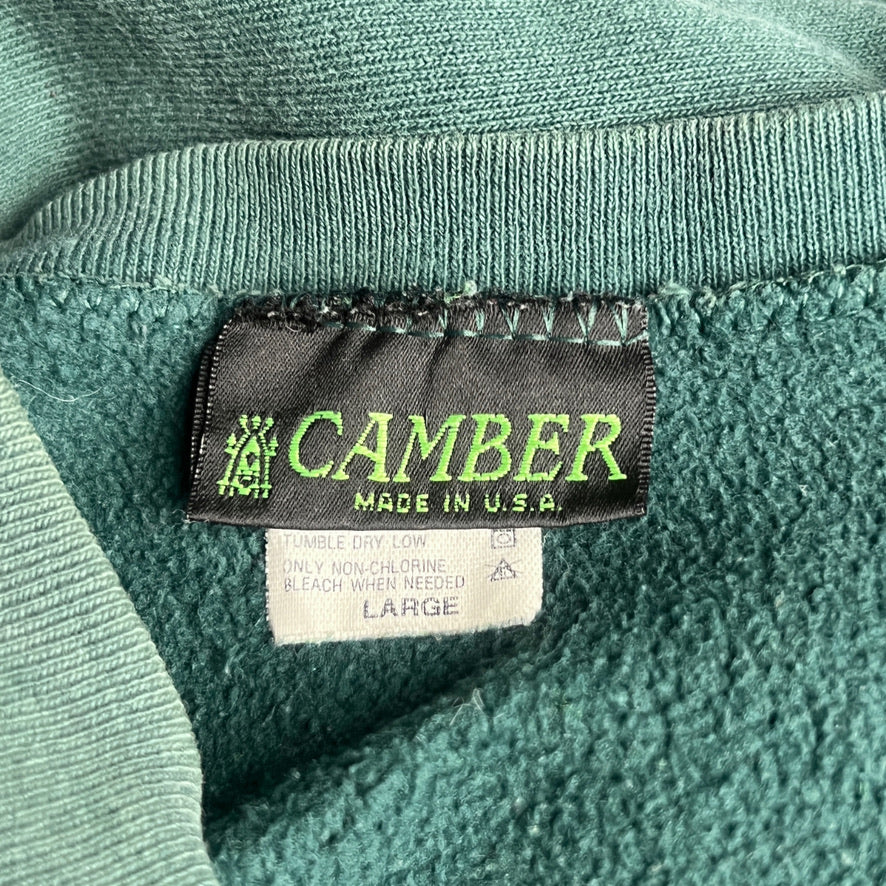 CAMBER
MADE IN U.S.A.
TUMBLE DRY LOW
ONLY NON-CHLORINE
BLEACH WHEN NEEDED
LARGE